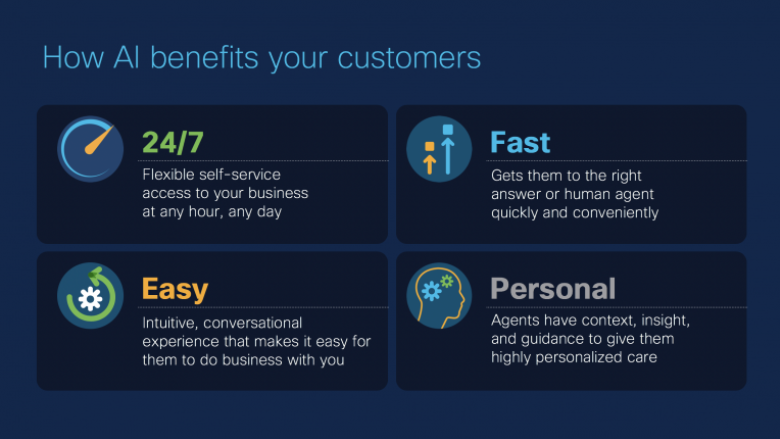 How AI benefits your customers
24/7
Flexible self-service
access to your business
at any hour, any day
Fast
Gets them to the right
answer or human agent
quickly and conveniently
Easy
Intuitive, conversational
experience that makes it easy for
them to do business with you
Personal
Agents have context, insight,
and guidance to give them
highly personalized care